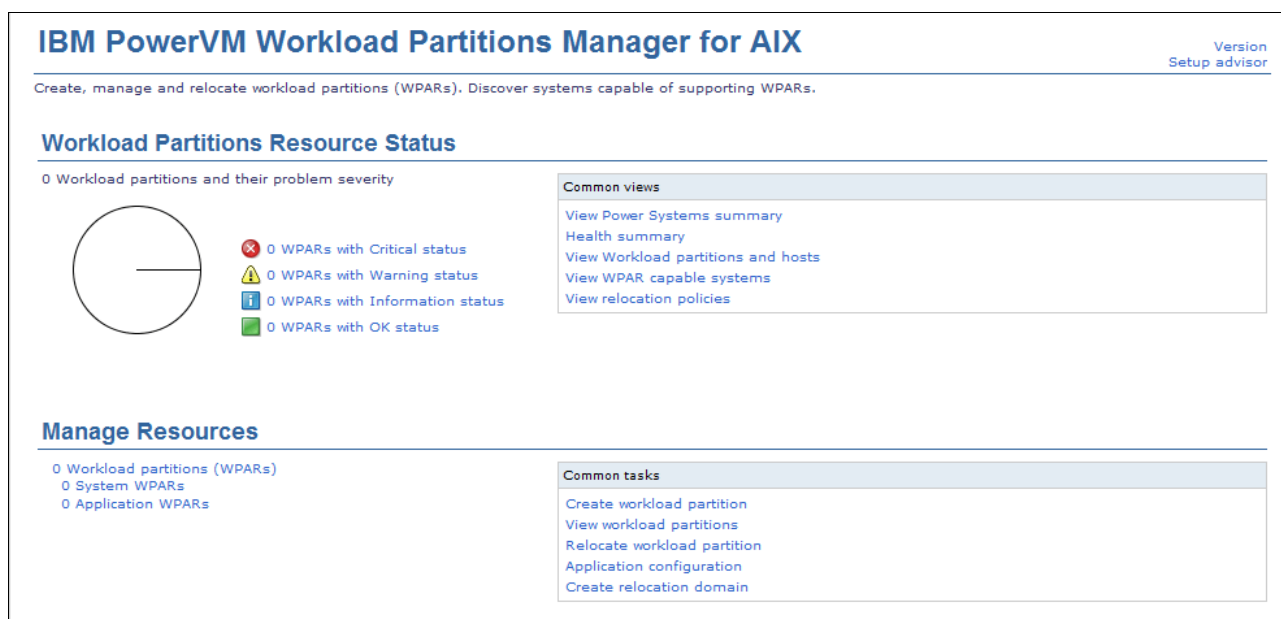 IBM PowerVM Workload Partitions Manager for AIX
Version
Setup advisor
Create, manage and relocate workload partitions (WPARs). Discover systems capable of supporting WPARs.
Workload Partitions Resource Status
0 Workload partitions and their problem severity
0 WPARs with Critical status
0 WPARs with Warning status
0 WPARs with Information status
0 WPARs with OK status
Common views
View Power Systems summary
Health summary
View Workload partitions and hosts
View WPAR capable systems
View relocation policies
Manage Resources
0 Workload partitions (WPARs)
0 System WPARs
0 Application WPARs
Common tasks
Create workload partition
View workload partitions
Relocate workload partition
Application configuration
Create relocation domain